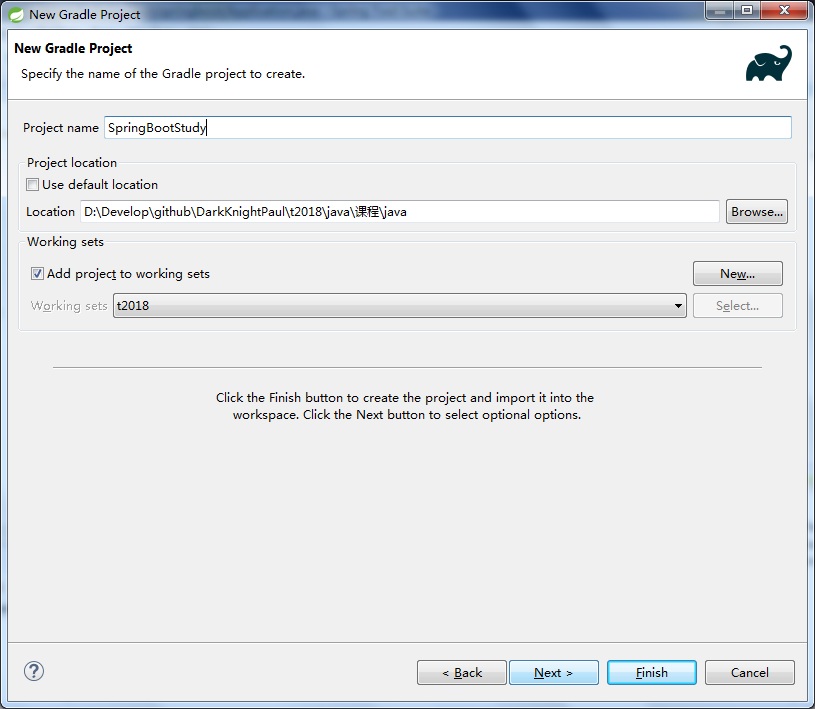 New Gradle Project
New Gradle Project
Specify the name of the Gradle project to create.
Project name SpringBootStudy
Project location
Use default location
Location D:\Develop\github\DarkKnightPaul\t2018\java\课程\java Browse...
Working sets
Add project to working sets New...
Working sets t2018 Select...
Click the Finish button to create the project and import it into the
workspace. Click the Next button to select optional options.
? < Back Next > Finish Cancel